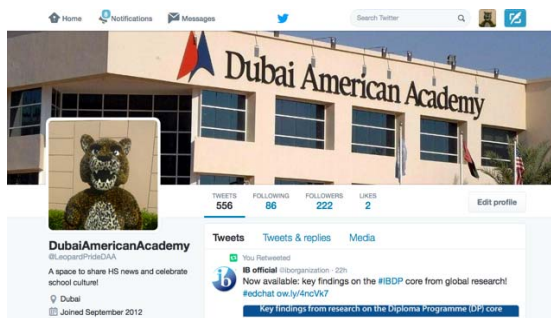 Home
8
Notifications
Messages
Search Twitter
Dubai American Academy
TWEETS FOLLOWING FOLLOWERS LIKES
556 86 222 2
Edit profile
DubaiAmericanAcademy
@LeopardPrideDAA
A space to share HS news and celebrate
school culture!
Dubai
Joined September 2012
Tweets Tweets & replies Media
You Retweeted
ib
IB official @iborganization · 22h
Now available: key findings on the #IBDP core from global research!
#edchat ow.ly/4ncVk7
Key findings from research on the Diploma Programme (DP) core